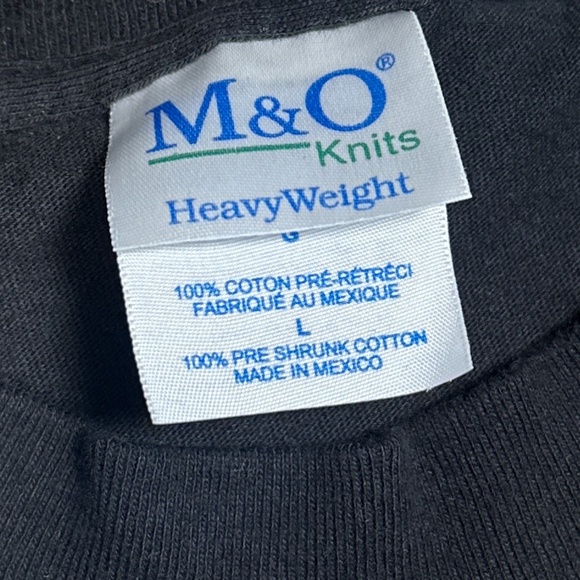 M&O®
Knits
HeavyWeight
G
100% COTON PRÉ-RÉTRÉCI
FABRIQUÉ AU MEXIQUE
L
100% PRE SHRUNK COTTON
MADE IN MEXICO